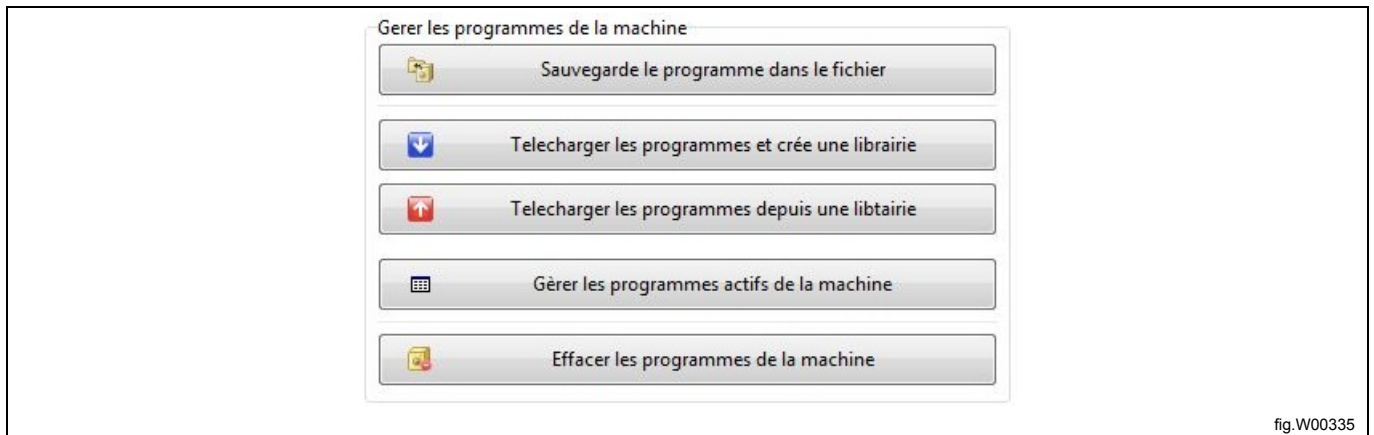 Gerer les programmes de la machine
Sauvegarde le programme dans le fichier
Telecharger les programmes et crée une librairie
Telecharger les programmes depuis une libtairie
Gèrer les programmes actifs de la machine
Effacer les programmes de la machine
fig.W00335